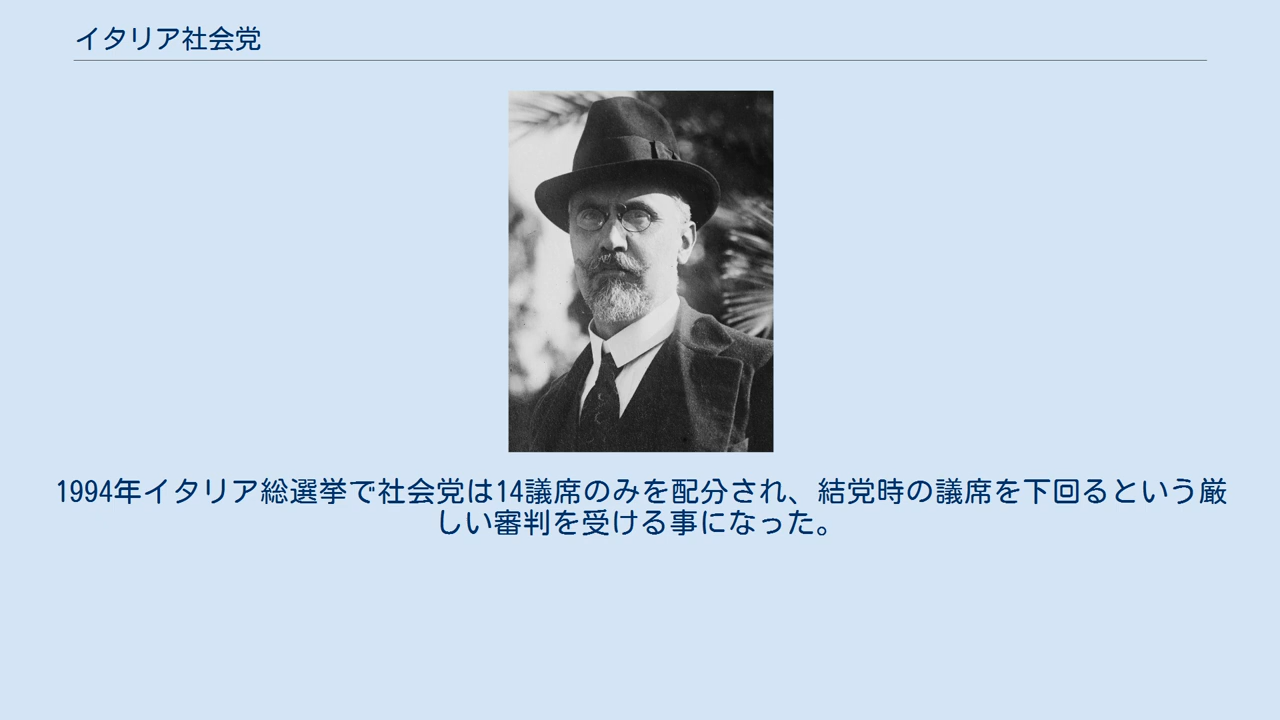 イタリア社会党
1994年イタリア総選挙で社会党は14議席のみを配分され、結党時の議席を下回るという厳
しい審判を受ける事になった。